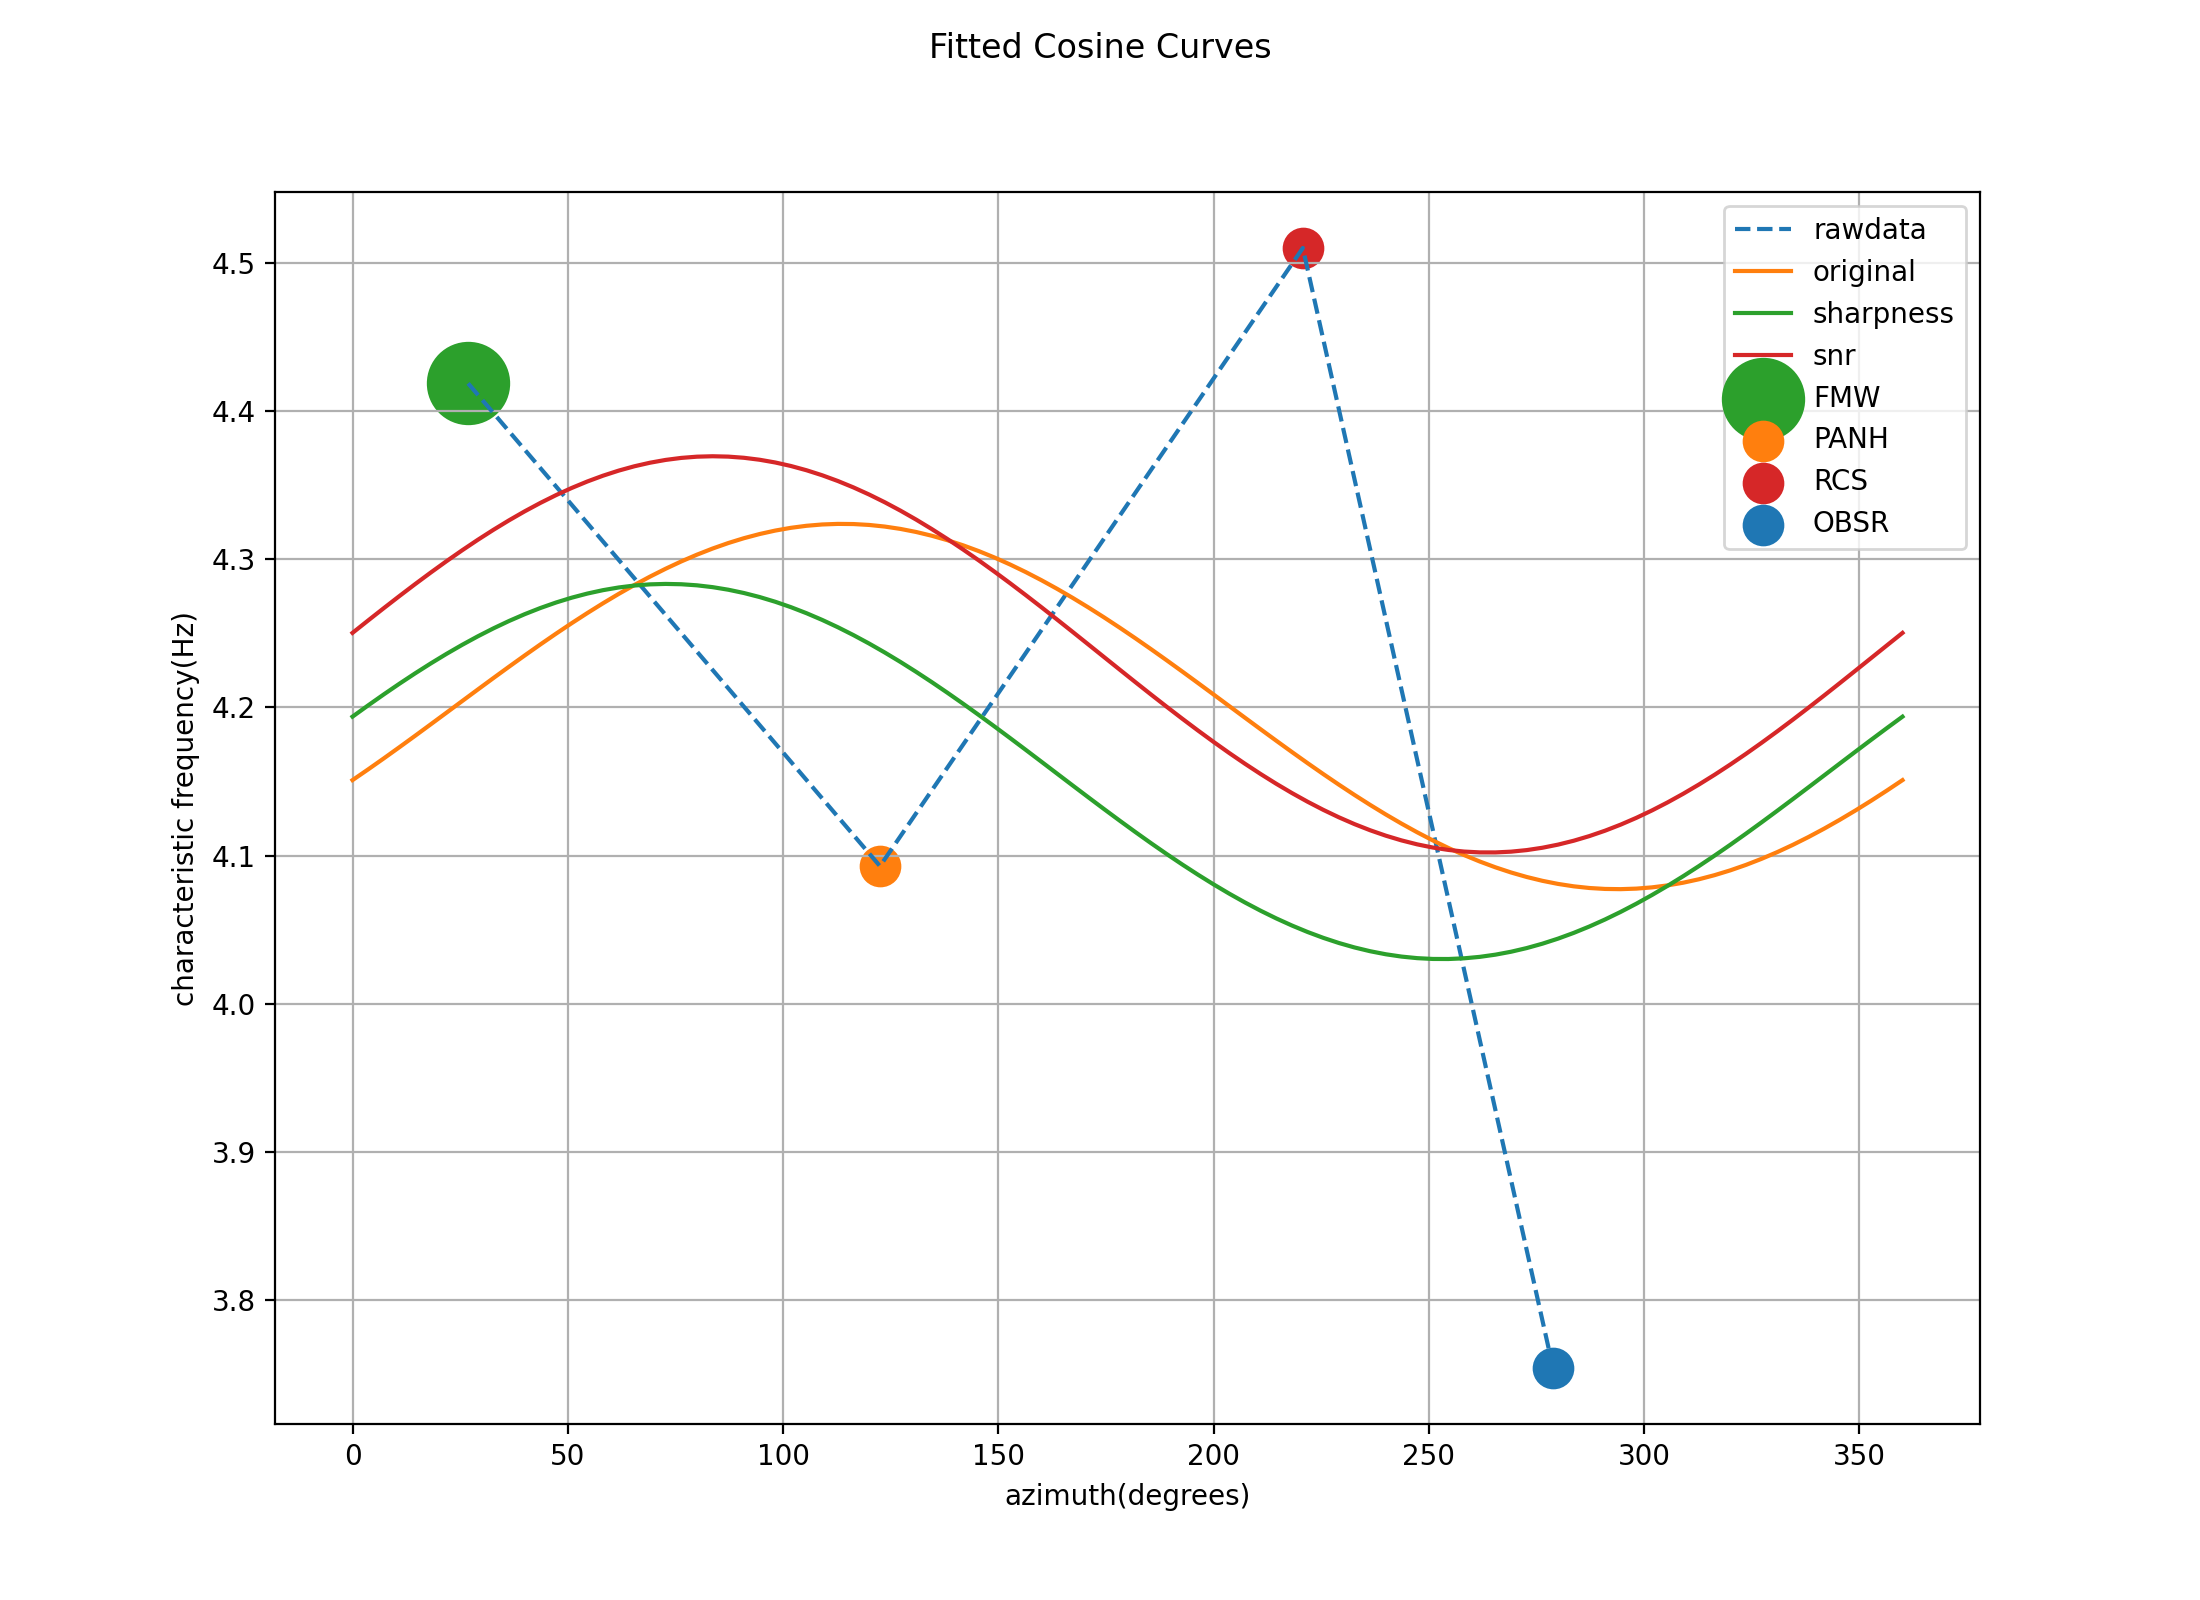 Fitted Cosine Curves
rawdata
original
sharpness
snr
FMW
PANH
RCS
OBSR
characteristic frequency(Hz)
4.5
4.4
4.3
4.2
4.1
4.0
3.9
3.8
0 50 100 150 200 250 300 350
azimuth(degrees)